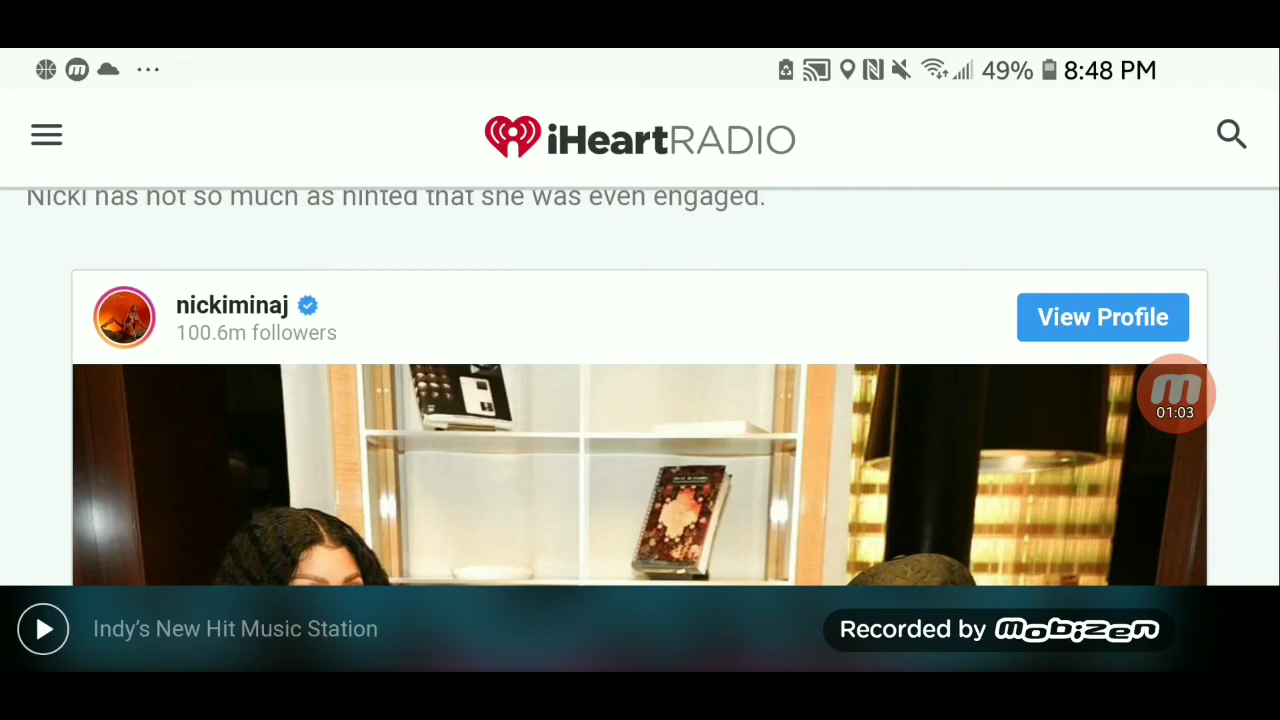 49% 8:48 PM
iHeartRADIO
Nicki has not so much as hinted that she was even engaged.
nickiminaj
100.6m followers
View Profile
01:03
Indy's New Hit Music Station
Recorded by mobizen